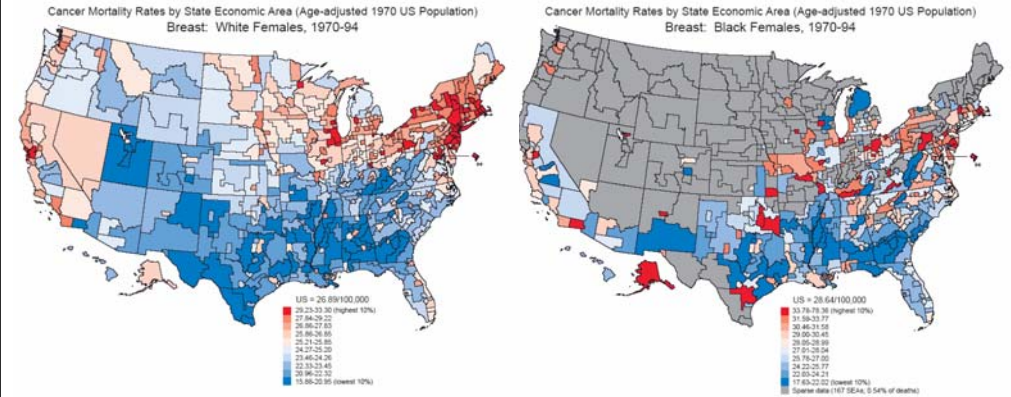 Cancer Mortality Rates by State Economic Area (Age-adjusted 1970 US Population)
Breast: White Females, 1970-94
US = 26.89/100,000
29.23-33.30 (highest 10%)
27.84-29.22
26.86-27.83
25.86-26.85
25.21-25.85
24.27-25.20
23.46-24.26
22.33-23.45
20.96-22.32
15.88-20.95 (lowest 10%)
Cancer Mortality Rates by State Economic Area (Age-adjusted 1970 US Population)
Breast: Black Females, 1970-94
US = 28.64/100,000
33.78-78.36 (highest 10%)
31.59-33.77
30.46-31.58
29.00-30.45
28.05-28.99
27.01-28.04
25.78-27.00
24.22-25.77
22.03-24.21
17.63-22.02 (lowest 10%)
Sparse data (167 SEAs; 0.54% of deaths)